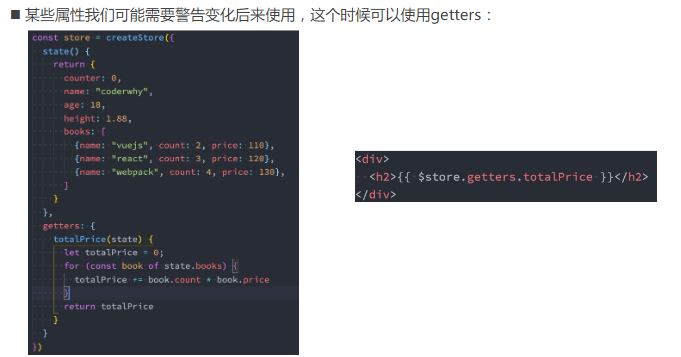 ■ 某些属性我们可能需要警告变化后来使用，这个时候可以使用getters：
const store = createStore({
  state() {
    return {
      counter: 0,
      name: "coderwhy",
      age: 18,
      height: 1.88,
      books: [
        {name: "vuejs", count: 2, price: 110},
        {name: "react", count: 3, price: 120},
        {name: "webpack", count: 4, price: 130},
      ]
    }
  },
  getters: {
    totalPrice(state) {
      let totalPrice = 0;
      for (const book of state.books) {
        totalPrice += book.count * book.price
      }
      return totalPrice
    }
  }
})
<div>
  <h2>{{ $store.getters.totalPrice }}</h2>
</div>